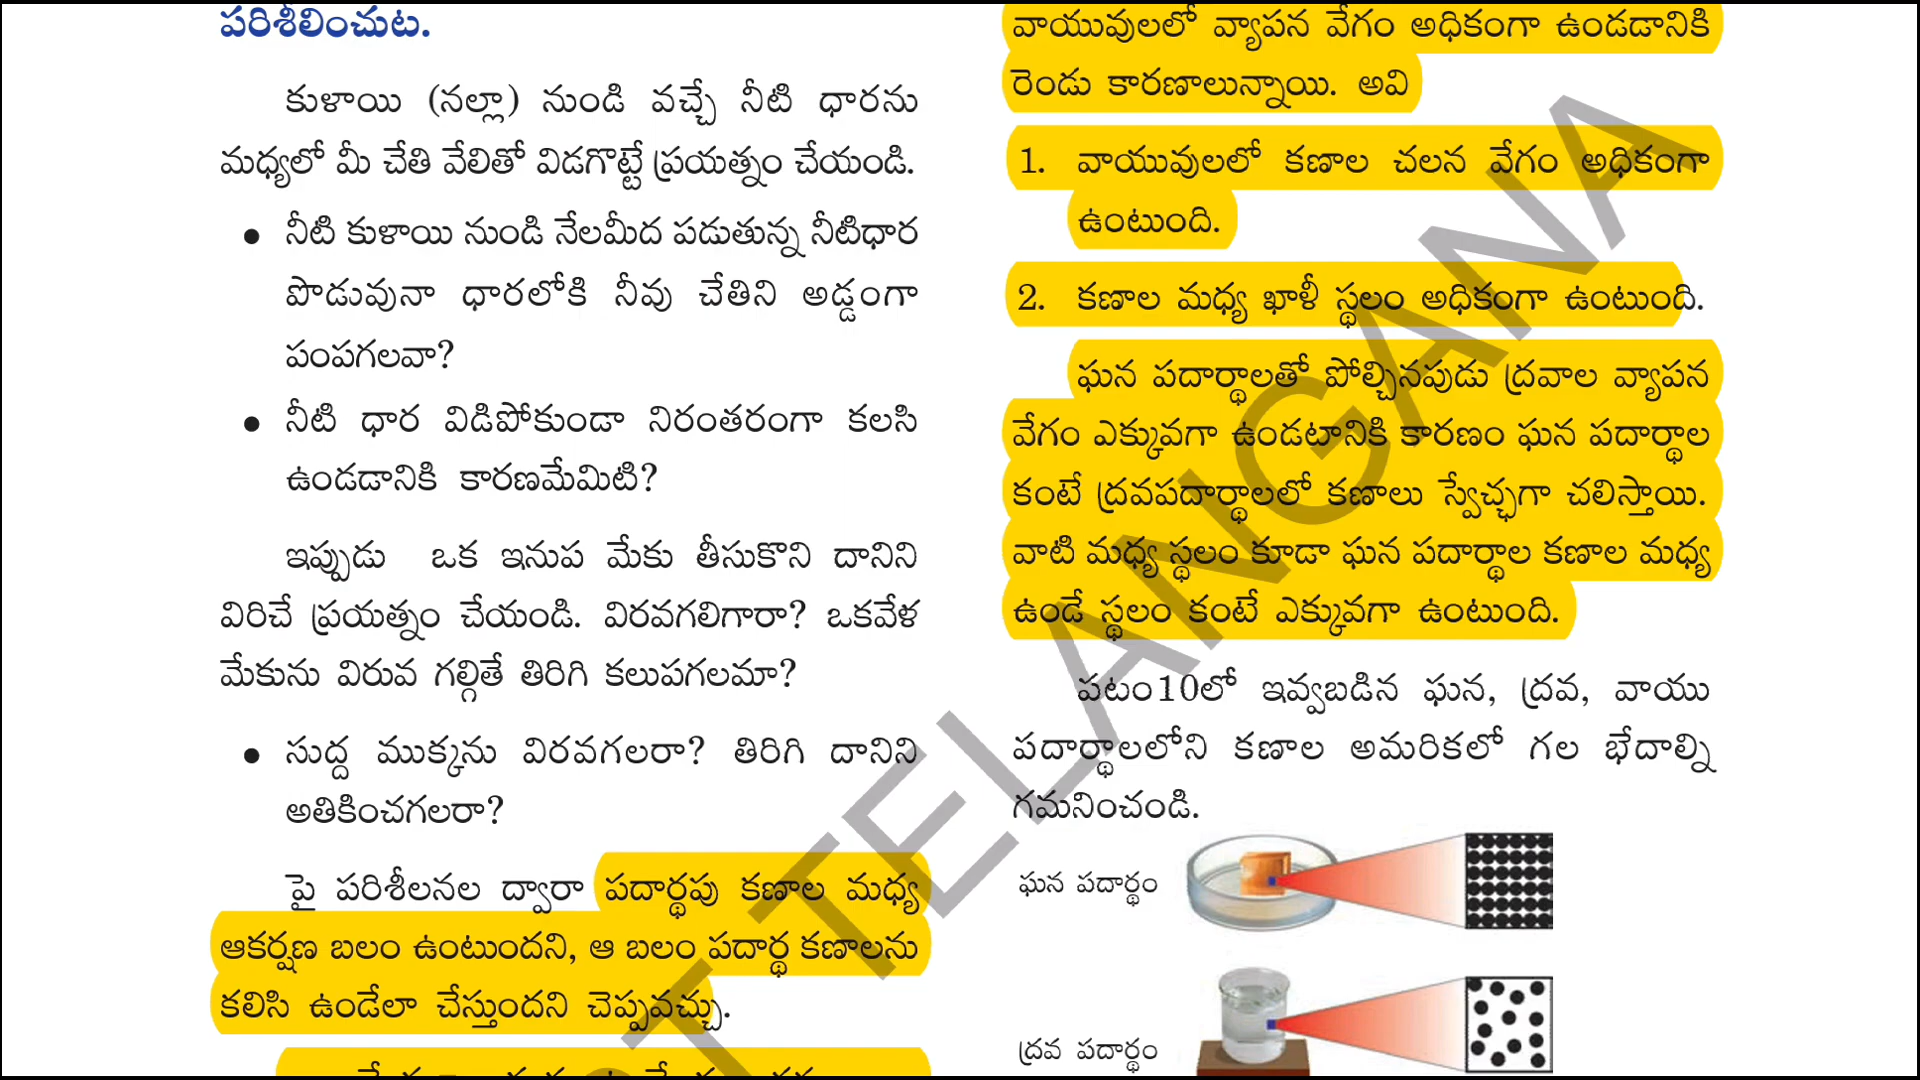 పరిశీలించుట.
కుళాయి (నల్లా) నుండి వచ్చే నీటి ధారను
మధ్యలో మీ చేతి వేలితో విడగొట్టే ప్రయత్నం చేయండి.
• నీటి కుళాయి నుండి నేలమీద పడుతున్న నీటిధార
పొడువునా ధారలోకి నీవు చేతిని అడ్డంగా
పంపగలవా?
• నీటి ధార విడిపోకుండా నిరంతరంగా కలసి
ఉండడానికి కారణమేమిటి?
ఇప్పుడు ఒక ఇనుప మేకు తీసుకొని దానిని
విరిచే ప్రయత్నం చేయండి. విరవగలిగారా? ఒకవేళ
మేకును విరువ గల్గితే తిరిగి కలుపగలమా?
• సుద్ద ముక్కను విరవగలరా? తిరిగి దానిని
అతికించగలరా?
పై పరిశీలనల ద్వారా పదార్థపు కణాల మధ్య
ఆకర్షణ బలం ఉంటుందని, ఆ బలం పదార్థ కణాలను
కలిసి ఉండేలా చేస్తుందని చెప్పవచ్చు.
వాయువులలో వ్యాపన వేగం అధికంగా ఉండడానికి
రెండు కారణాలున్నాయి. అవి
1. వాయువులలో కణాల చలన వేగం అధికంగా
ఉంటుంది.
2. కణాల మధ్య ఖాళీ స్థలం అధికంగా ఉంటుంది.
ఘన పదార్థాలతో పోల్చినపుడు ద్రవాల వ్యాపన
వేగం ఎక్కువగా ఉండటానికి కారణం ఘన పదార్థాల
కంటే ద్రవపదార్థాలలో కణాలు స్వేచ్ఛగా చలిస్తాయి.
వాటి మధ్య స్థలం కూడా ఘన పదార్థాల కణాల మధ్య
ఉండే స్థలం కంటే ఎక్కువగా ఉంటుంది.
పటం10లో ఇవ్వబడిన ఘన, ద్రవ, వాయు
పదార్థాలలోని కణాల అమరికలో గల భేదాల్ని
గమనించండి.
ఘన పదార్థం
ద్రవ పదార్థం
T TELANGANA